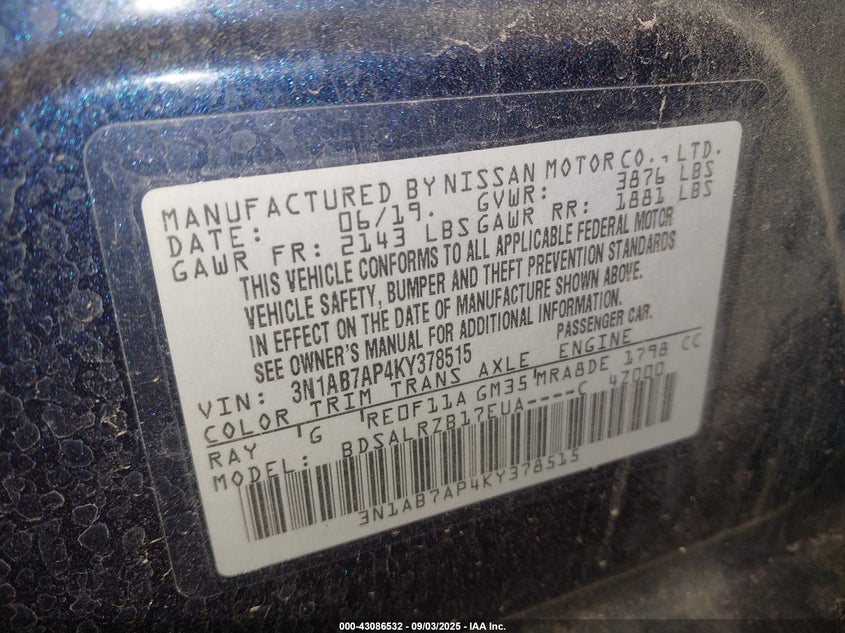 MANUFACTURED BY NISSAN MOTOR CO., LTD.
DATE: 06/19. GVWR: 3876 LBS
GAWR FR: 2143 LBS GAWR RR: 1881 LBS
THIS VEHICLE CONFORMS TO ALL APPLICABLE FEDERAL MOTOR
VEHICLE SAFETY, BUMPER AND THEFT PREVENTION STANDARDS
IN EFFECT ON THE DATE OF MANUFACTURE SHOWN ABOVE.
SEE OWNER'S MANUAL FOR ADDITIONAL INFORMATION.
VIN: 3N1AB7AP4KY378515 PASSENGER CAR.
COLOR TRIM TRANS AXLE ENGINE
RAY G RE0F11A GM35 MRA8DE 1798 CC
MODEL: BDSALRZB17EUA----C 4Z000
3N1AB7AP4KY378515
000-43086532 - 09/03/2025 - IAA Inc.